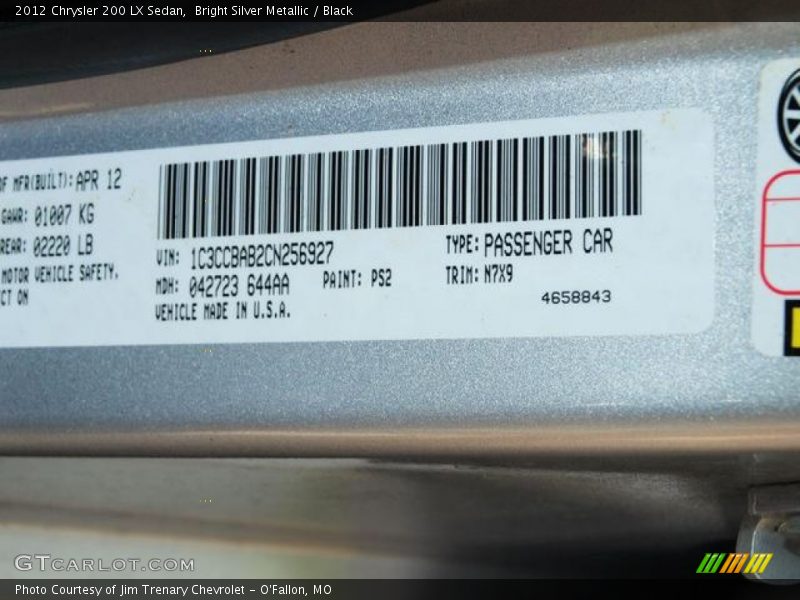 2012 Chrysler 200 LX Sedan, Bright Silver Metallic / Black
OF MFR(BUILT): APR 12
GAWR: 01007 KG
REAR: 02220 LB
MOTOR VEHICLE SAFETY.
CT ON
VIN: 1C3CCBAB2CN256927
MDH: 042723 644AA
PAINT: PS2
VEHICLE MADE IN U.S.A.
TYPE: PASSENGER CAR
TRIM: N7X9
4658843
GTCARLOT.COM
Photo Courtesy of Jim Trenary Chevrolet - O'Fallon, MO